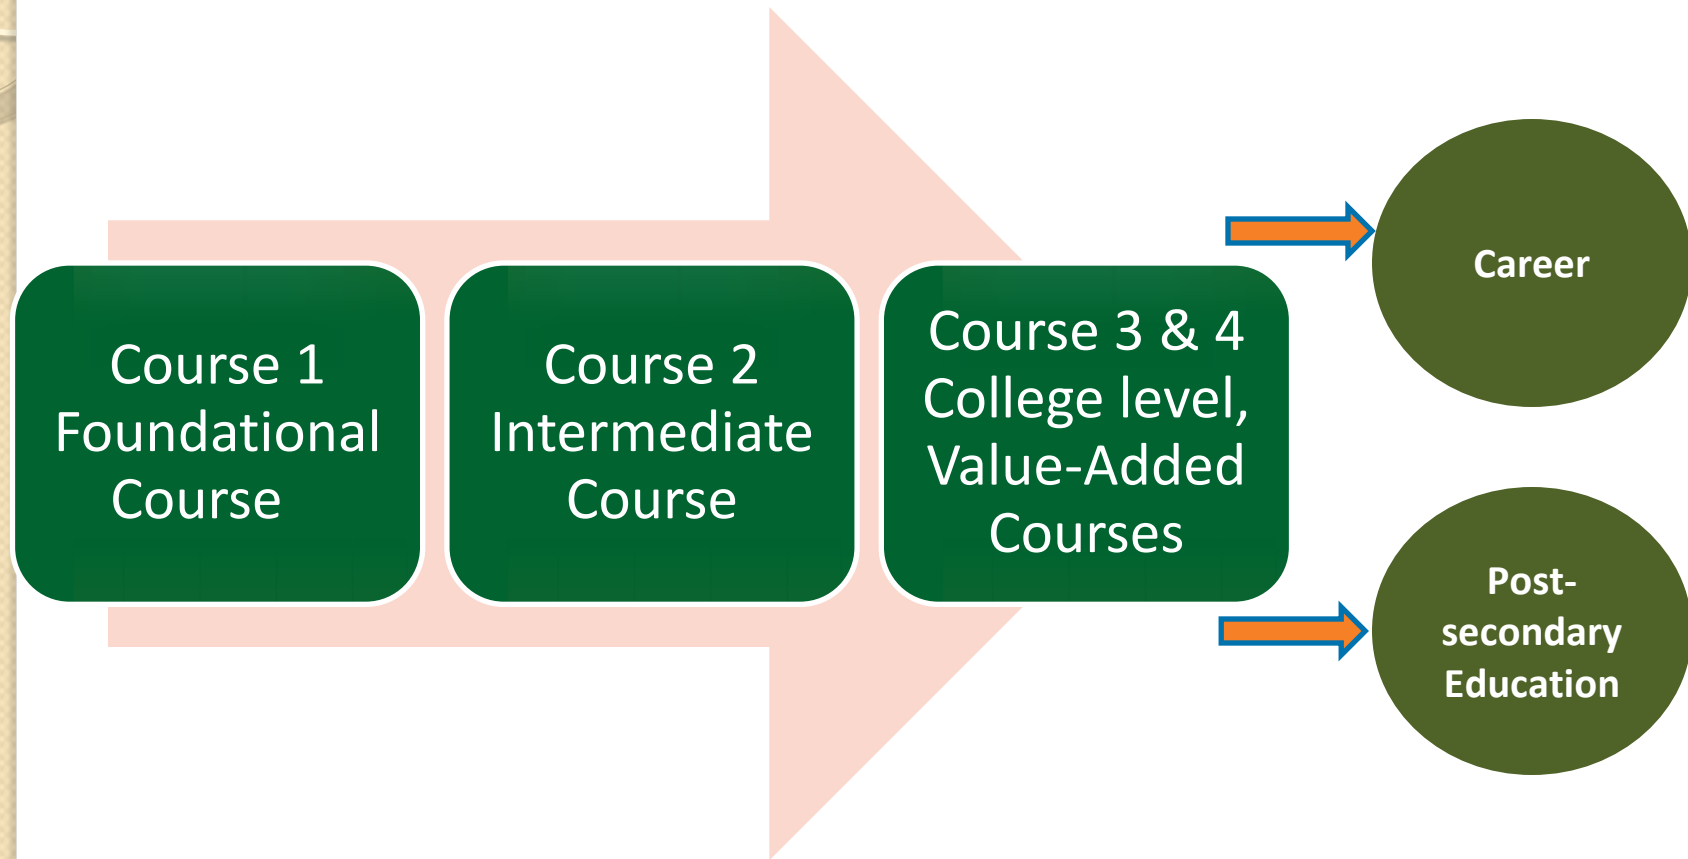 Course 1
Foundational
Course
Course 2
Intermediate
Course
Course 3 & 4
College level,
Value-Added
Courses
Career
Post-
secondary
Education